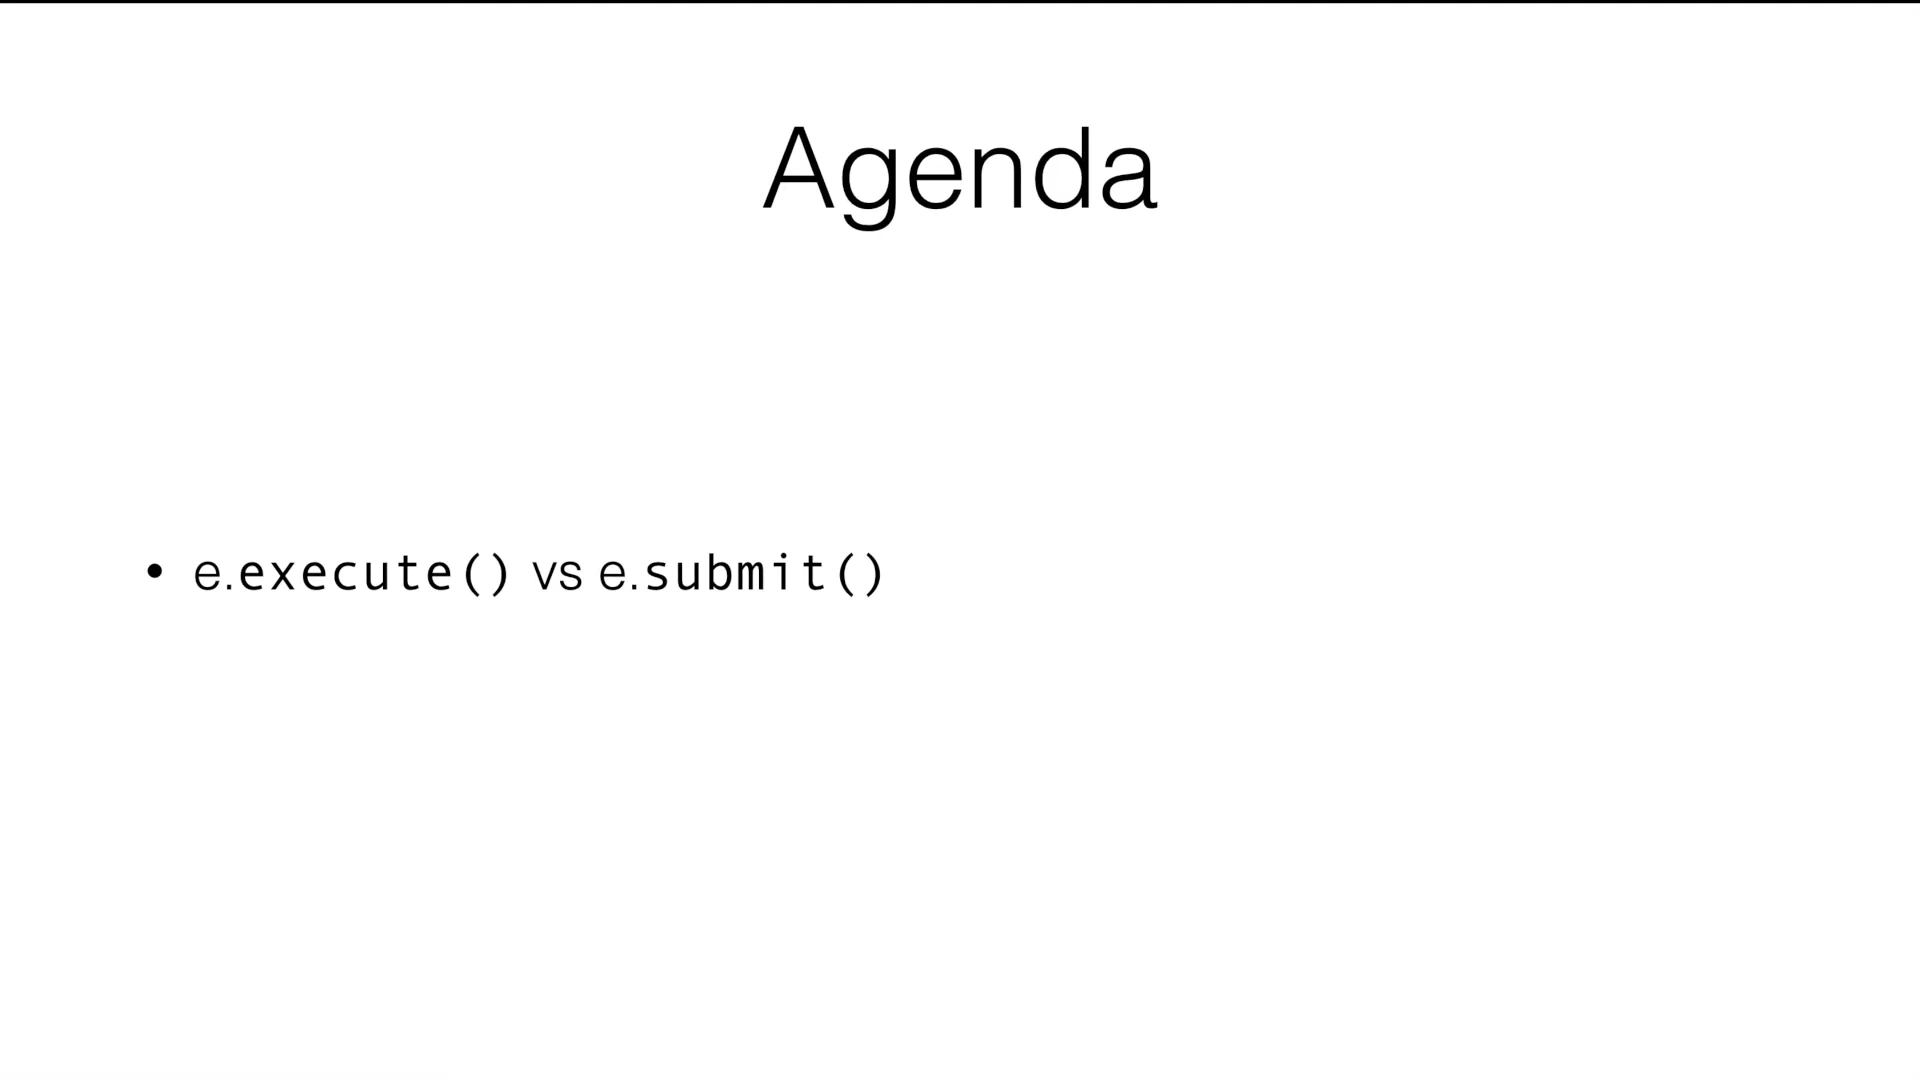 Agenda
• e.execute() vs e.submit()